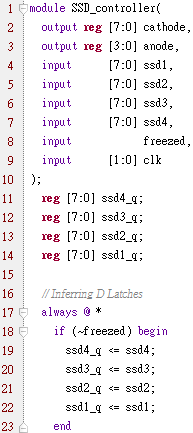 1 module SSD_controller(
2 output reg [7:0] cathode,
3 output reg [3:0] anode,
4 input [7:0] ssd1,
5 input [7:0] ssd2,
6 input [7:0] ssd3,
7 input [7:0] ssd4,
8 input freezed,
9 input [1:0] clk
10 );
11 reg [7:0] ssd4_q;
12 reg [7:0] ssd3_q;
13 reg [7:0] ssd2_q;
14 reg [7:0] ssd1_q;
15
16 // Inferring D Latches
17 always @ *
18 if (~freezed) begin
19 ssd4_q <= ssd4;
20 ssd3_q <= ssd3;
21 ssd2_q <= ssd2;
22 ssd1_q <= ssd1;
23 end